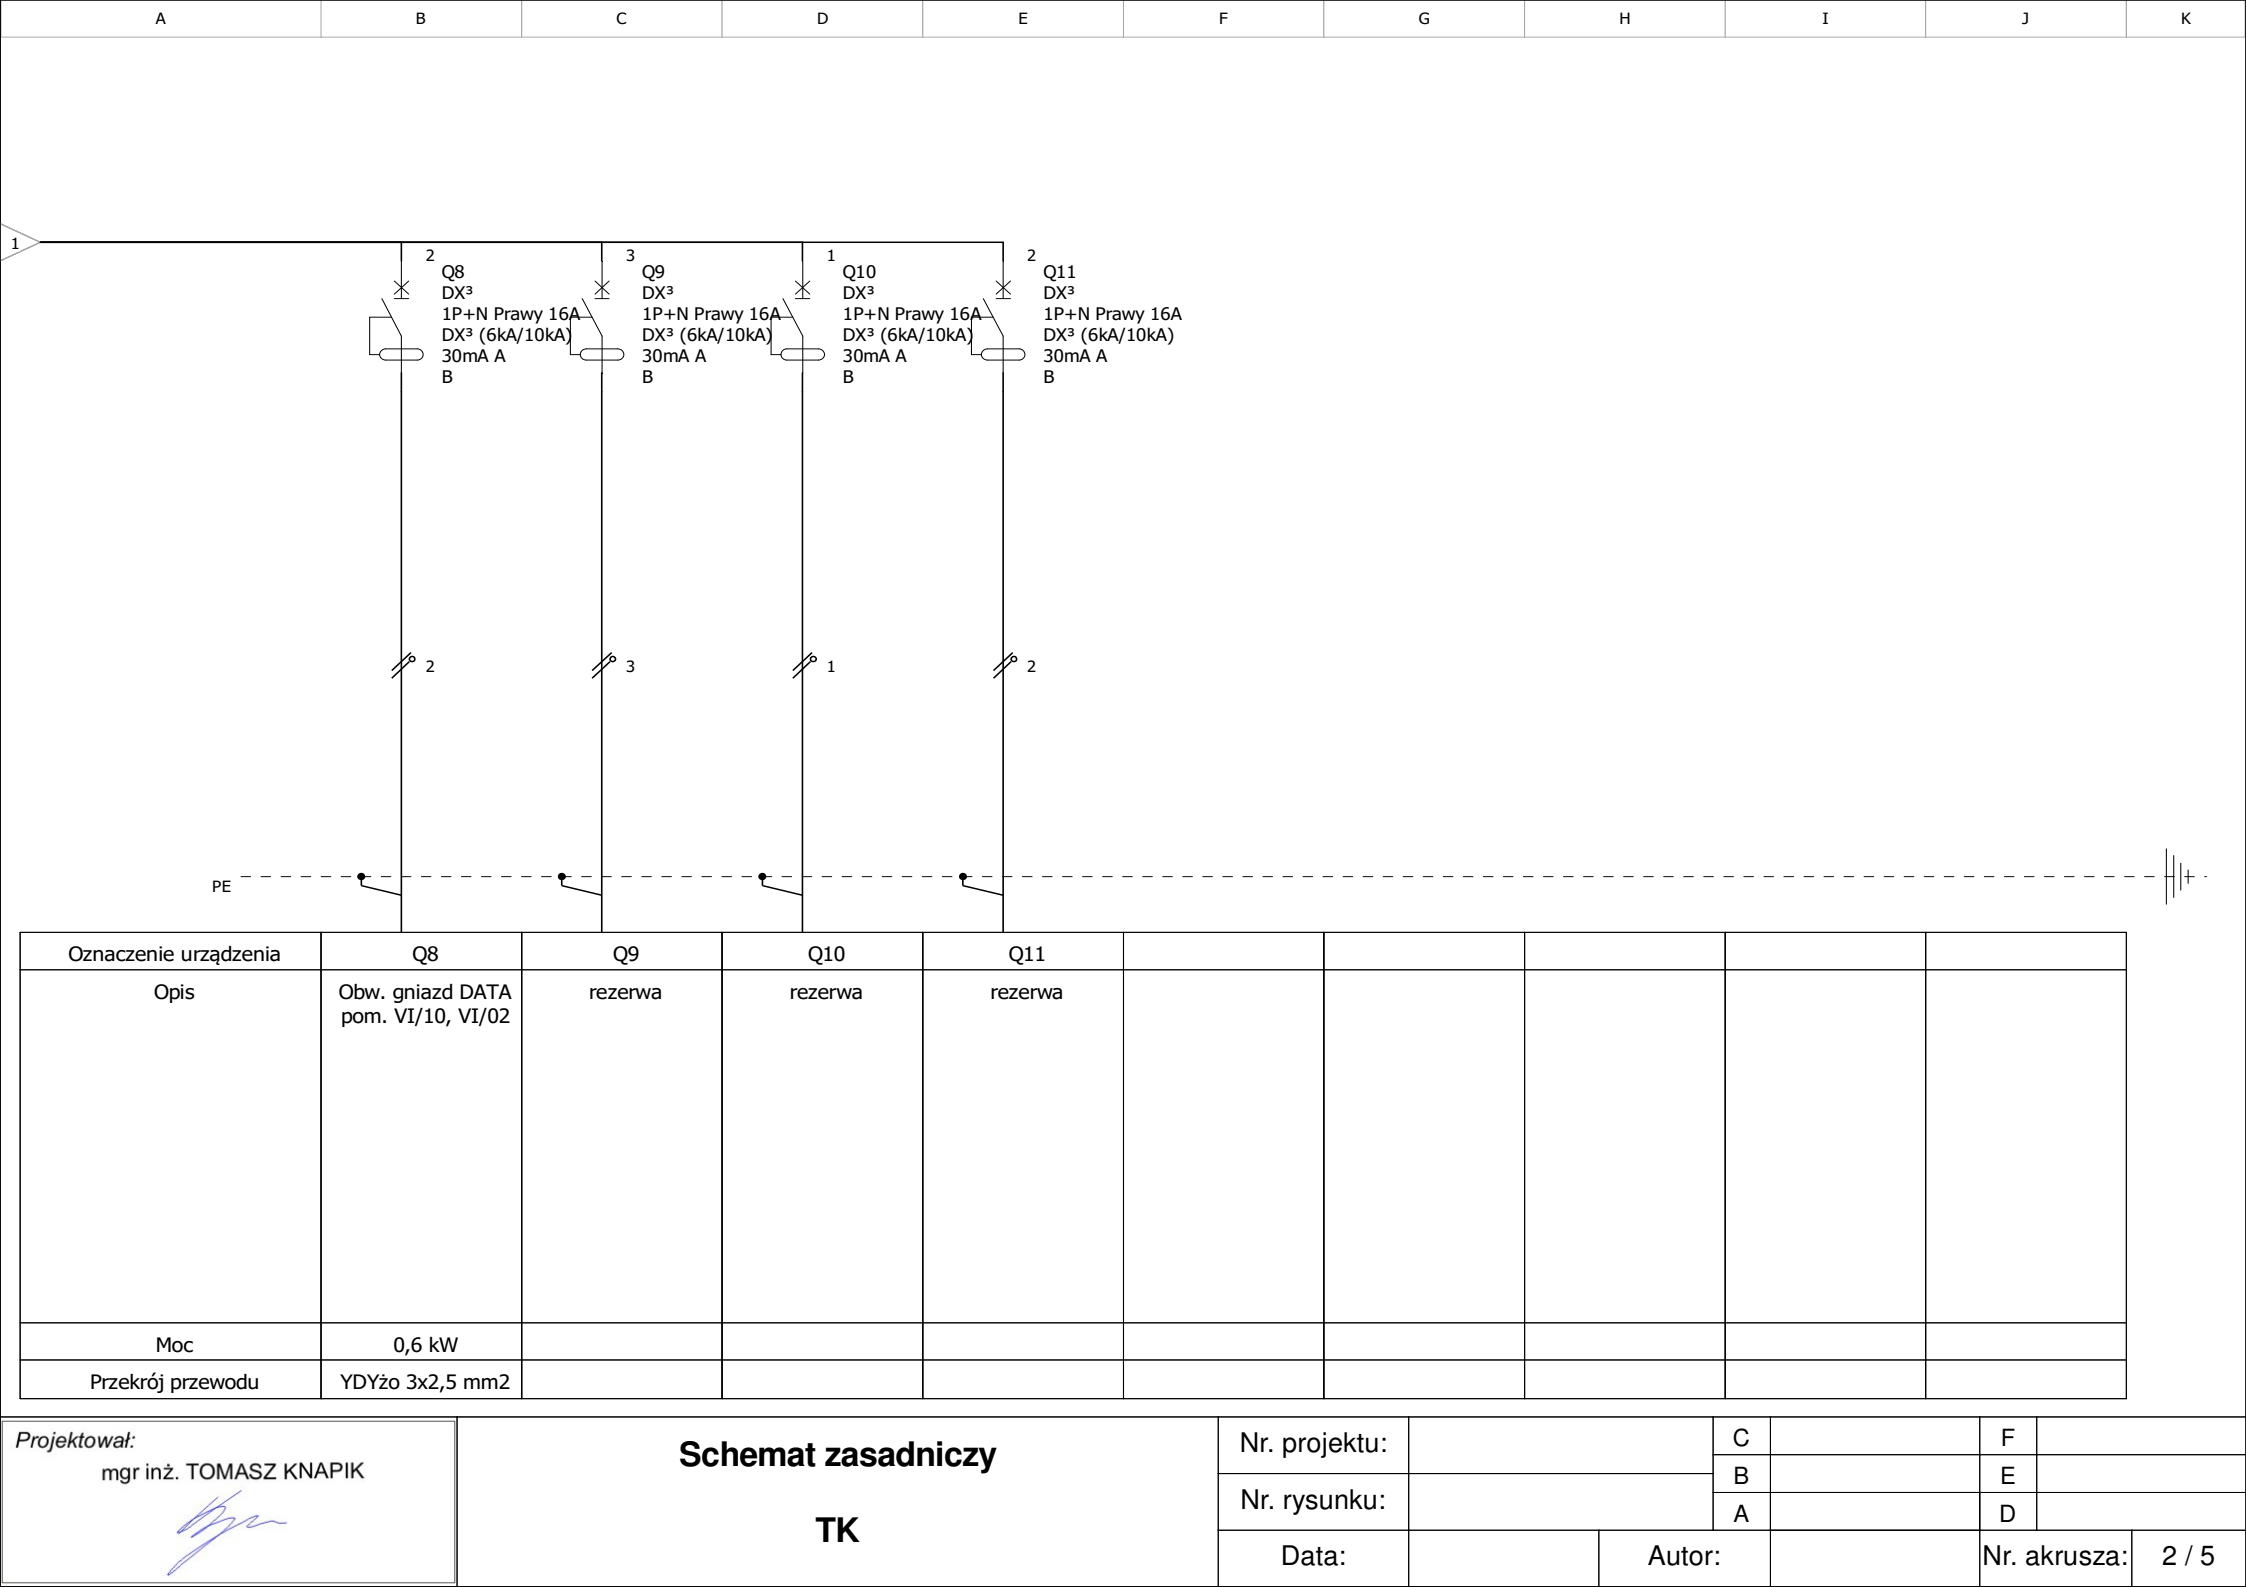 A B C D E F G H I J K
1
2 3 1 2
Q8 Q9 Q10 Q11
DX³ DX³ DX³ DX³
1P+N Prawy 16A 1P+N Prawy 16A 1P+N Prawy 16A 1P+N Prawy 16A
DX³ (6kA/10kA) DX³ (6kA/10kA) DX³ (6kA/10kA) DX³ (6kA/10kA)
30mA A 30mA A 30mA A 30mA A
B B B B
2 3 1 2
PE
Oznaczenie urządzenia Q8 Q9 Q10 Q11
Opis Obw. gniazd DATA rezerwa rezerwa rezerwa
pom. VI/10, VI/02
Moc 0,6 kW
Przekrój przewodu YDYżo 3x2,5 mm2
Projektował:
mgr inż. TOMASZ KNAPIK
Schemat zasadniczy
TK
Nr. projektu: C F
B E
Nr. rysunku: A D
Data: Autor: Nr. akrusza: 2 / 5